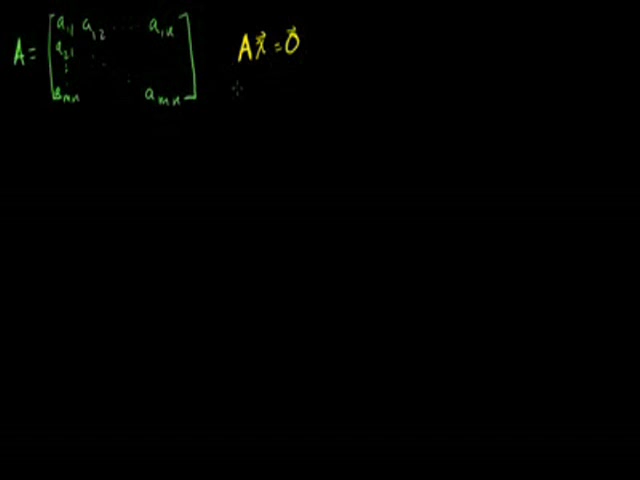 A = [ a₁₁ a₁₂ ... a₁ₙ Ax⃗ = 0⃗
a₂₁
⋮ ⋱
aₘₙ aₘₙ ]